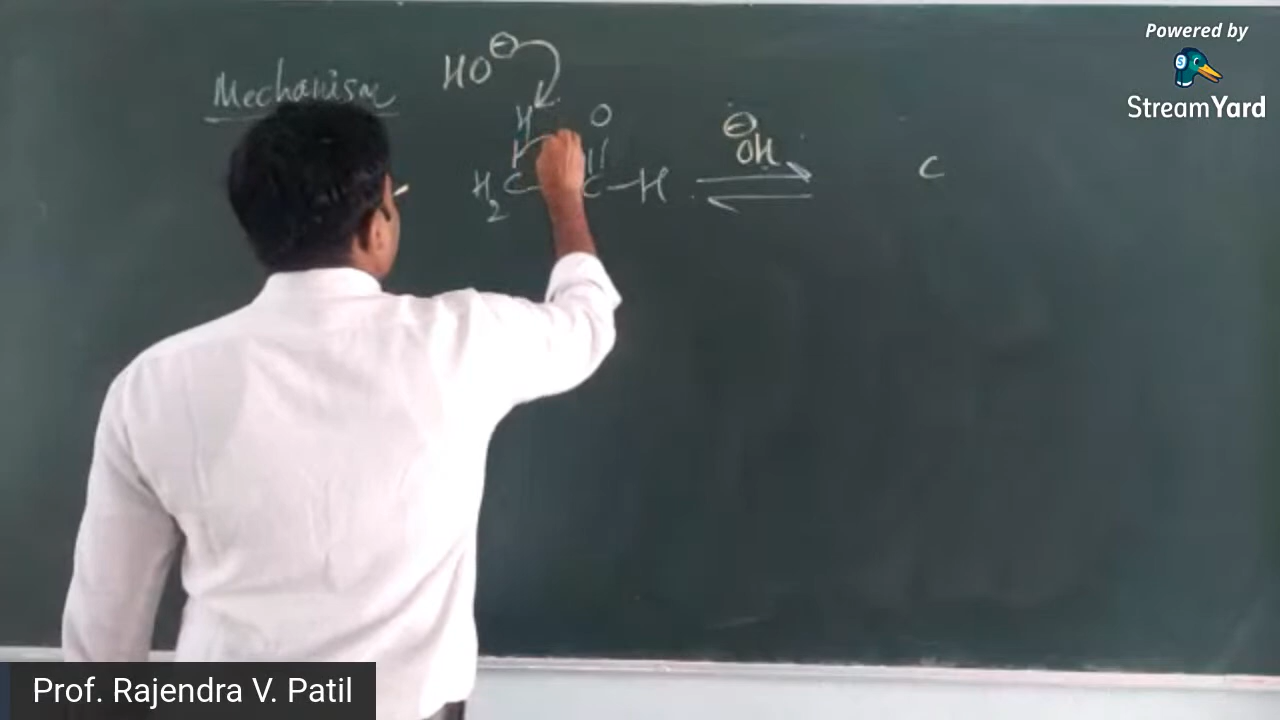 Powered by
StreamYard
Mechanism
HO⊖
H O
H2C C—H
⊖
OH
C
Prof. Rajendra V. Patil